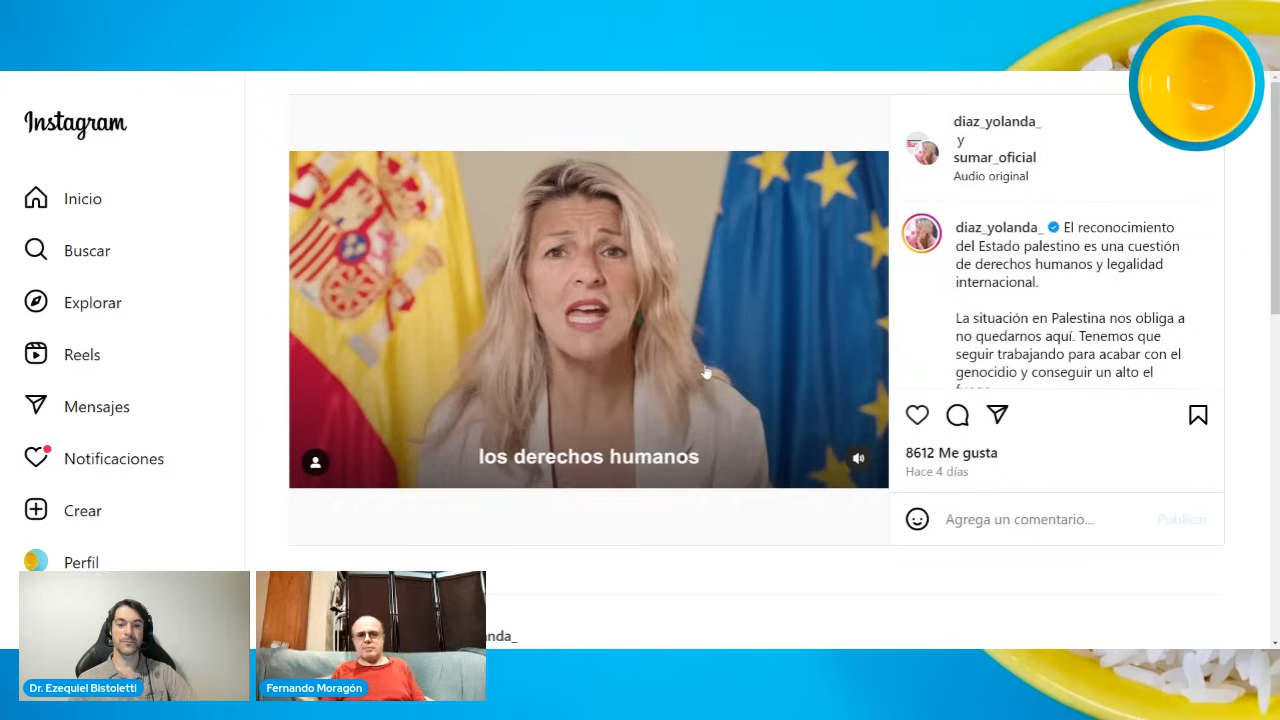 Instagram
Inicio
Buscar
Explorar
Reels
Mensajes
Notificaciones
Crear
Perfil
los derechos humanos
diaz_yolanda_
y
sumar_oficial
Audio original
diaz_yolanda_ El reconocimiento
del Estado palestino es una cuestión
de derechos humanos y legalidad
internacional.
La situación en Palestina nos obliga a
no quedarnos aquí. Tenemos que
seguir trabajando para acabar con el
genocidio y conseguir un alto el
8612 Me gusta
Hace 4 días
Agrega un comentario...
Publicar
nda_
Dr. Ezequiel Bistoletti
Fernando Moragón